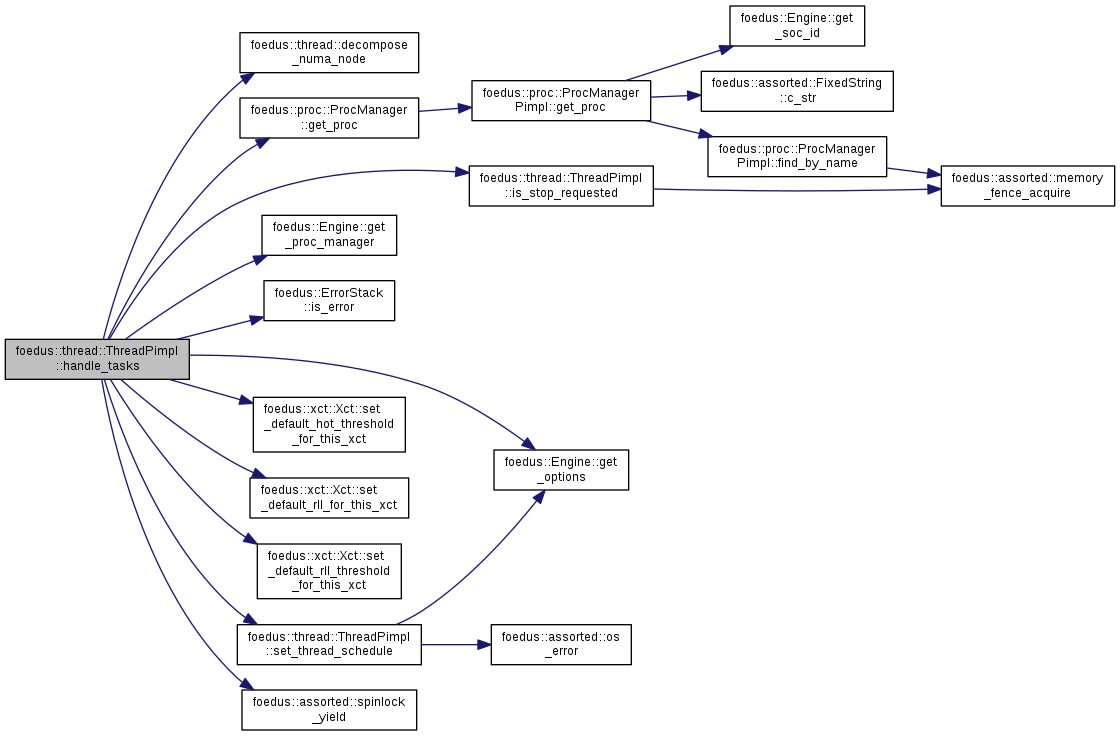 foedus::thread::ThreadPimpl
::handle_tasks
foedus::thread::decompose
_numa_node
foedus::proc::ProcManager
::get_proc
foedus::proc::ProcManager
Pimpl::get_proc
foedus::Engine::get
_soc_id
foedus::assorted::FixedString
::c_str
foedus::proc::ProcManager
Pimpl::find_by_name
foedus::assorted::memory
_fence_acquire
foedus::thread::ThreadPimpl
::is_stop_requested
foedus::Engine::get
_proc_manager
foedus::ErrorStack
::is_error
foedus::Engine::get
_options
foedus::xct::Xct::set
_default_hot_threshold
_for_this_xct
foedus::xct::Xct::set
_default_rll_for_this_xct
foedus::xct::Xct::set
_default_rll_threshold
_for_this_xct
foedus::thread::ThreadPimpl
::set_thread_schedule
foedus::assorted::os
_error
foedus::assorted::spinlock
_yield